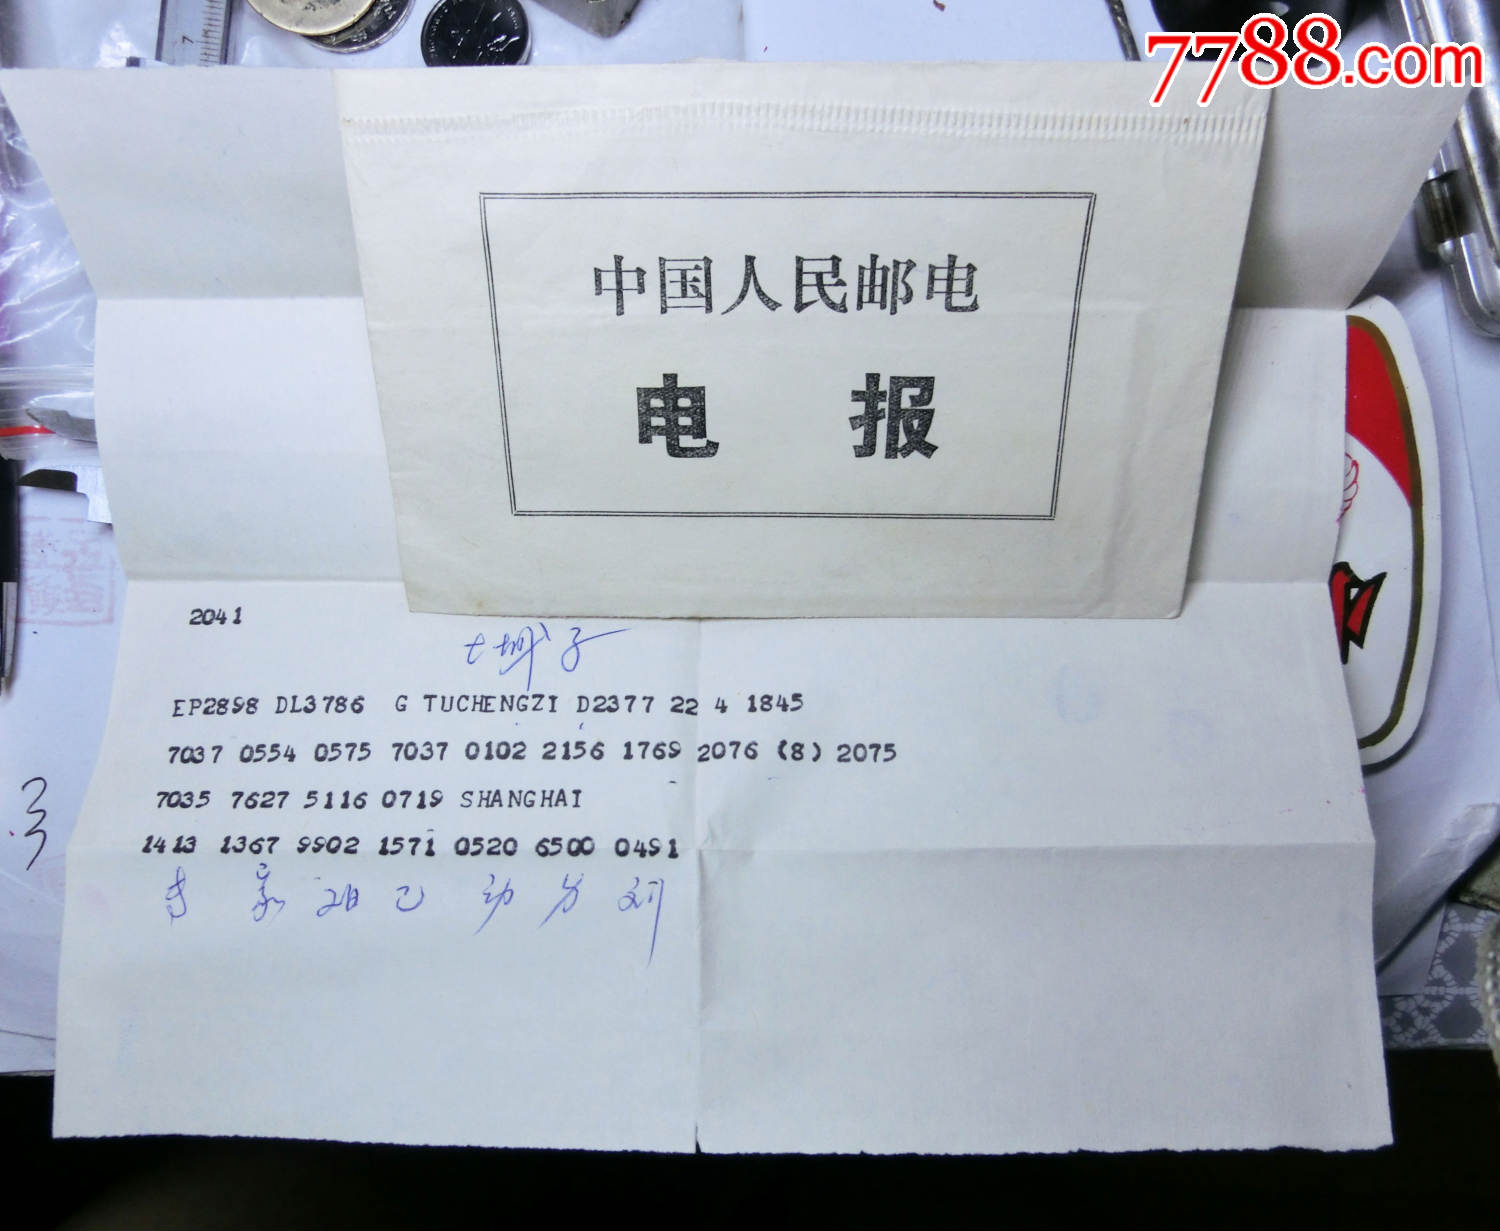 7788.com
中国人民邮电
电报
2041
土城子
EP2898 DL3786 G TUCHENGZI D2377 22 4 1845
7037 0554 0575 7037 0102 2156 1769 2076 (8) 2075
7035 7627 5116 0719 SHANGHAI
1413 1367 9902 1571 0520 6500 0491